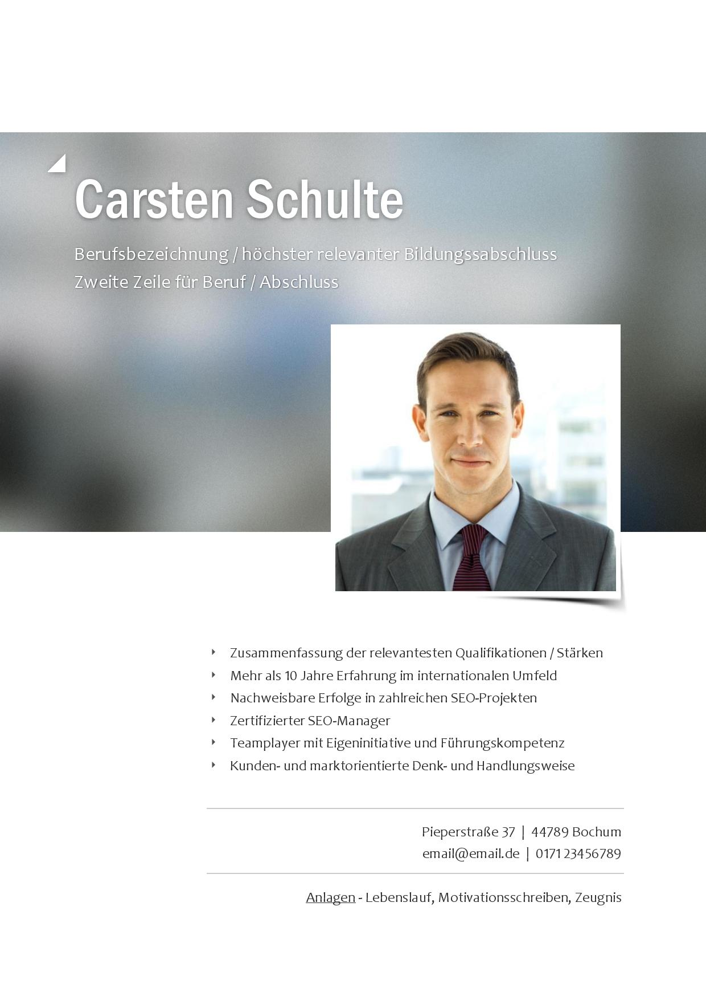 Carsten Schulte
Berufsbezeichnung / höchster relevanter Bildungssabschluss
Zweite Zeile für Beruf / Abschluss
Zusammenfassung der relevantesten Qualifikationen / Stärken
Mehr als 10 Jahre Erfahrung im internationalen Umfeld
Nachweisbare Erfolge in zahlreichen SEO-Projekten
Zertifizierter SEO-Manager
Teamplayer mit Eigeninitiative und Führungskompetenz
Kunden- und marktorientierte Denk- und Handlungsweise
Pieperstraße 37 | 44789 Bochum
email@email.de | 0171 23456789
Anlagen - Lebenslauf, Motivationsschreiben, Zeugnis